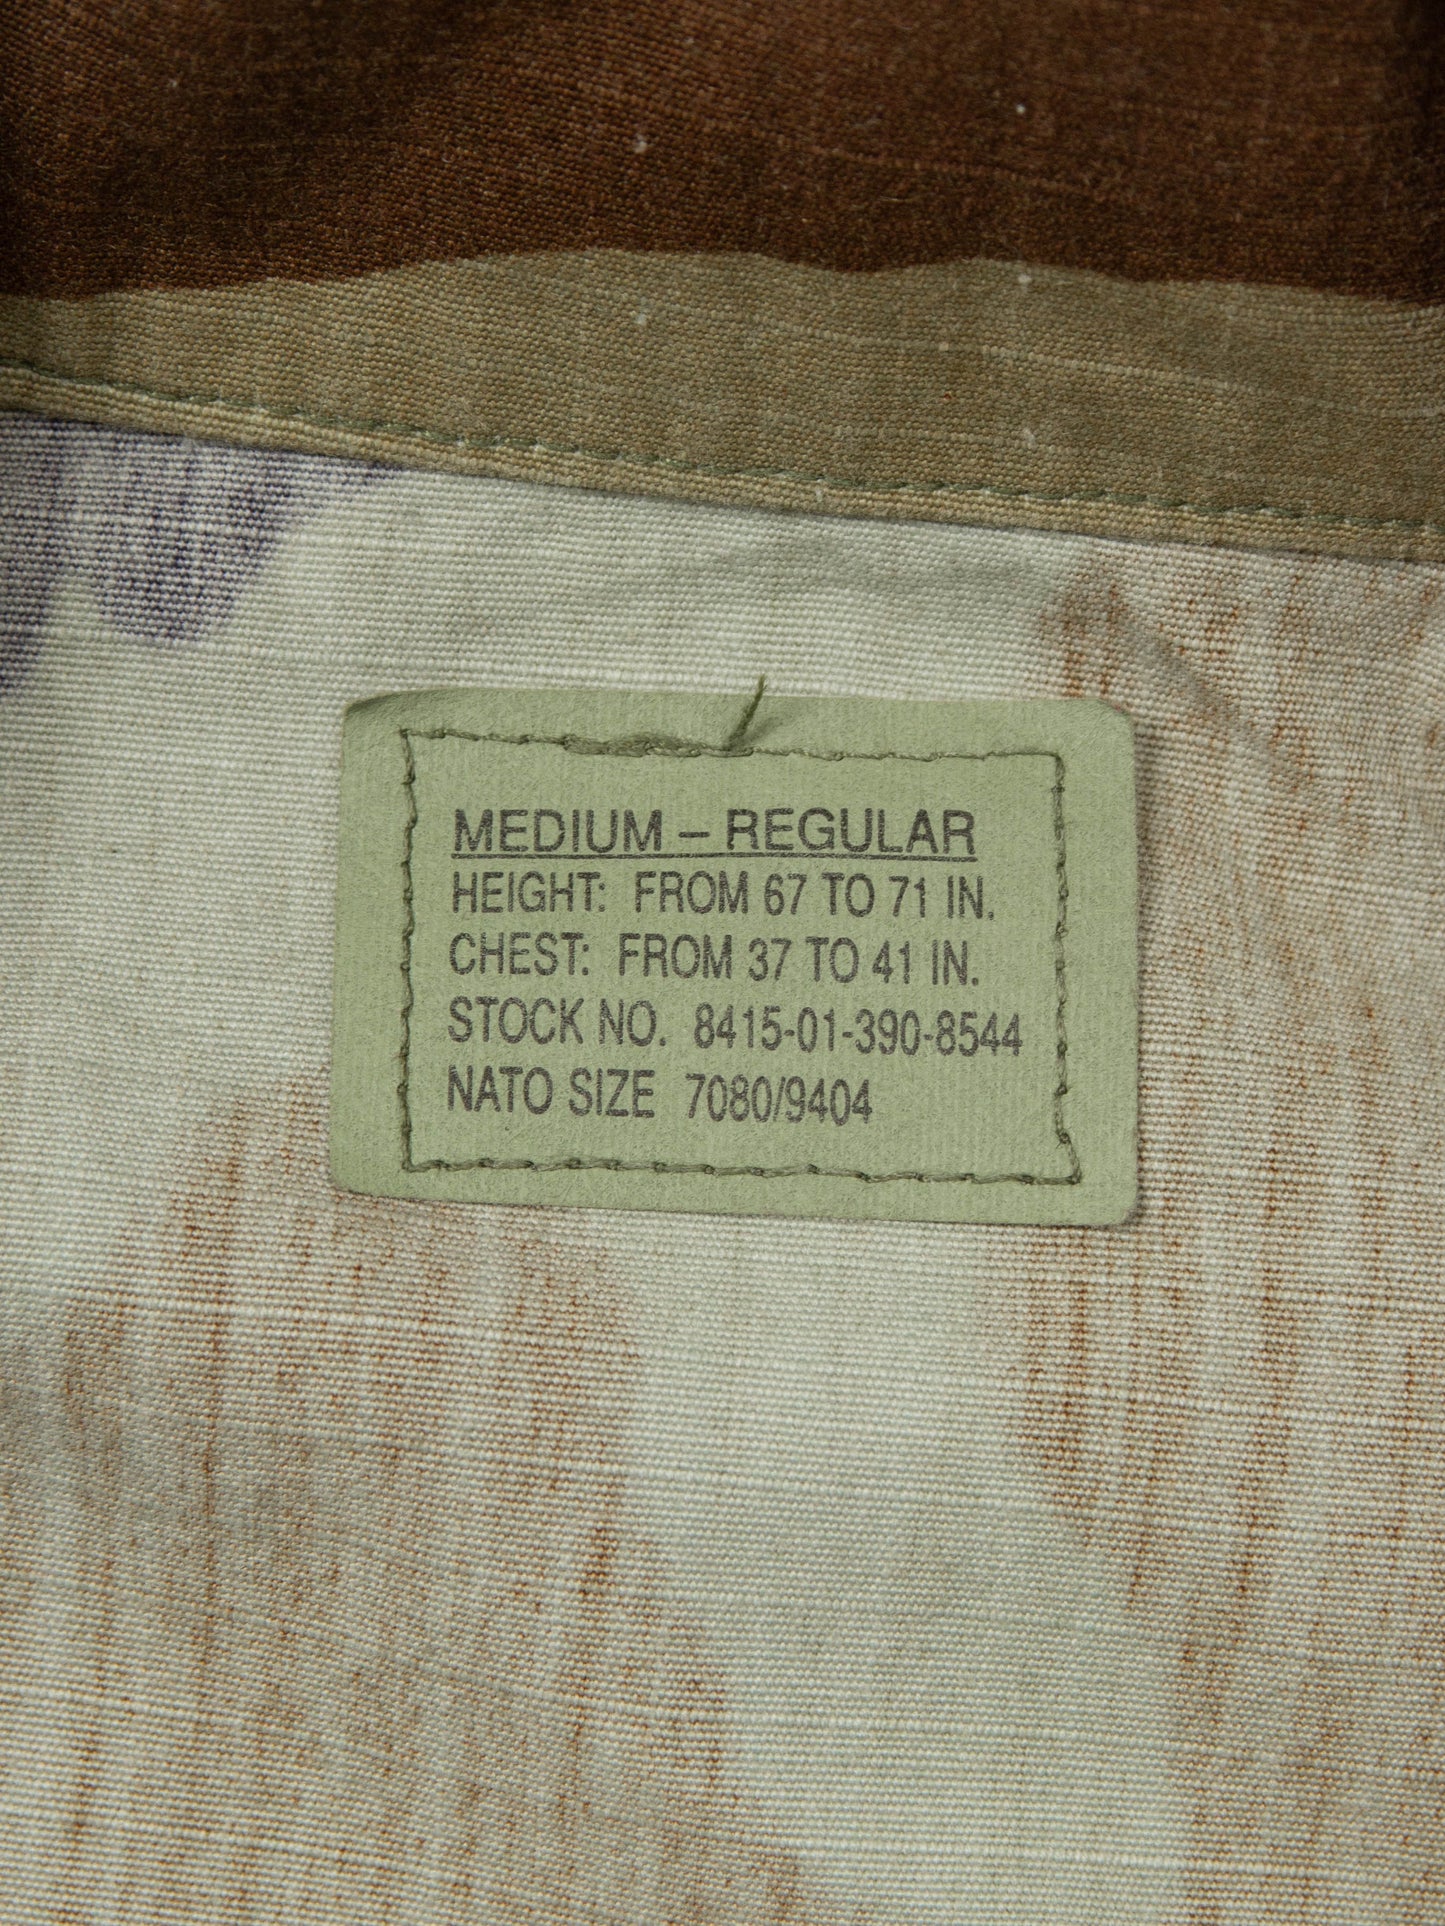 MEDIUM – REGULAR
HEIGHT: FROM 67 TO 71 IN.
CHEST: FROM 37 TO 41 IN.
STOCK NO. 8415-01-390-8544
NATO SIZE 7080/9404